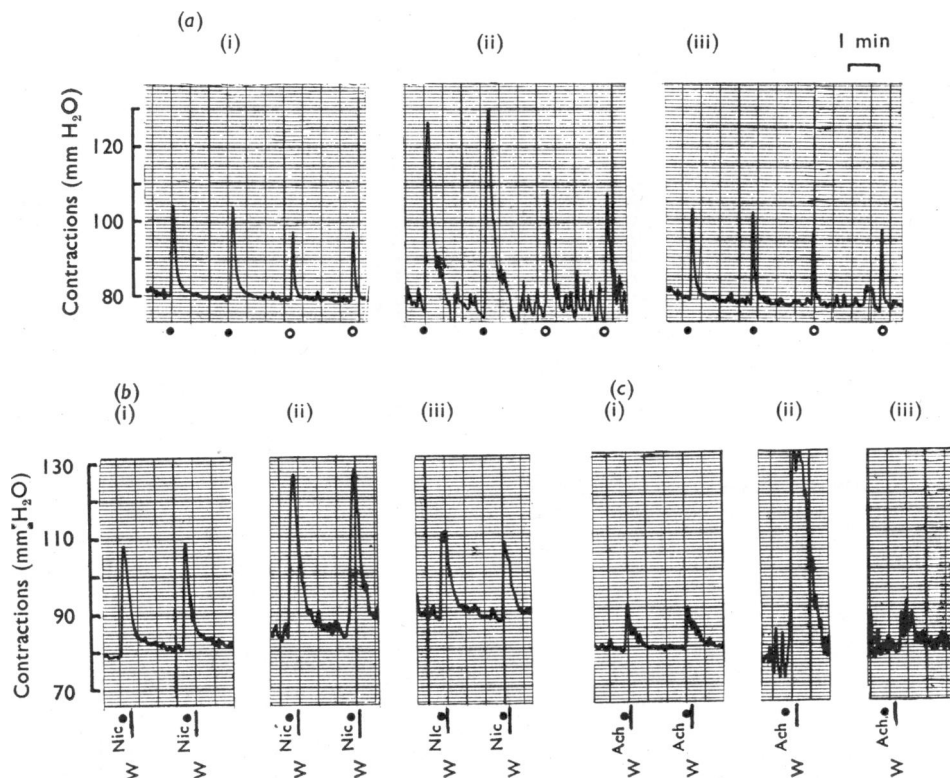 (a)
(i) (ii) (iii) 1 min
Contractions (mm H₂O)
120
100
80
(b) (c)
(i) (ii) (iii) (i) (ii) (iii)
Contractions (mm H₂O)
130
110
90
70
Nic Nic Nic Nic Nic Nic Ach Ach Ach Ach
W W W W W W W W W W